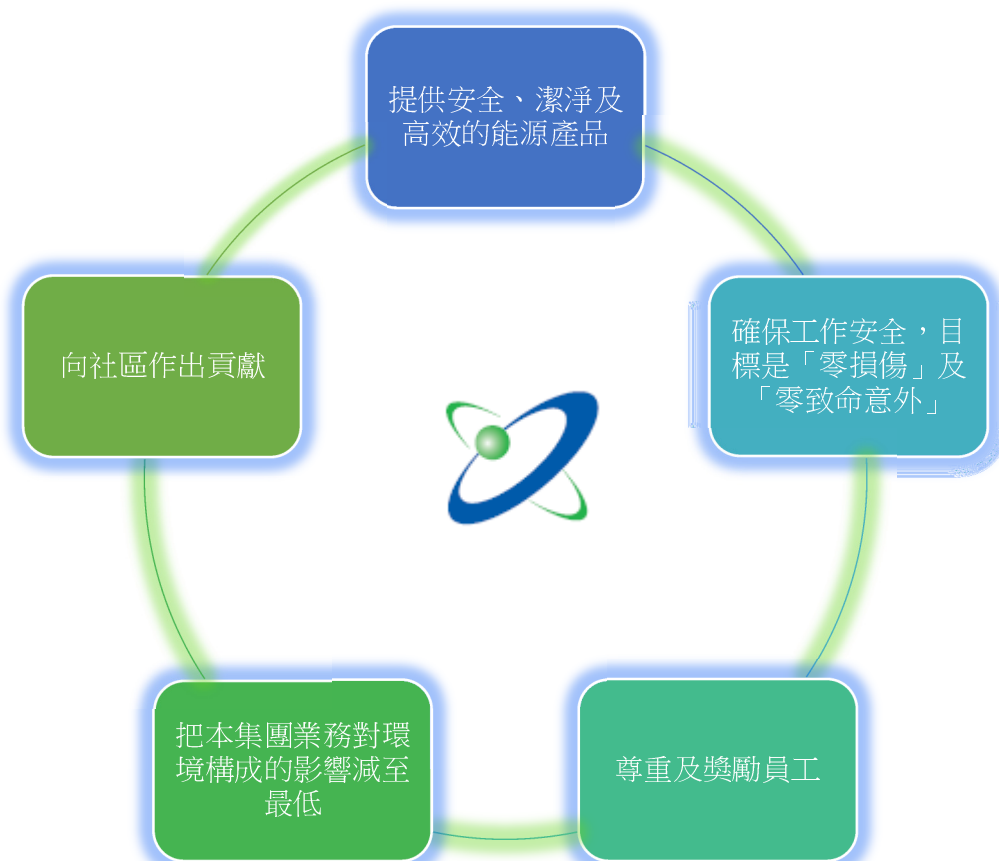 提供安全、潔淨及
高效的能源產品
確保工作安全，目
標是「零損傷」及
「零致命意外」
尊重及獎勵員工
把本集團業務對環
境構成的影響減至
最低
向社區作出貢獻